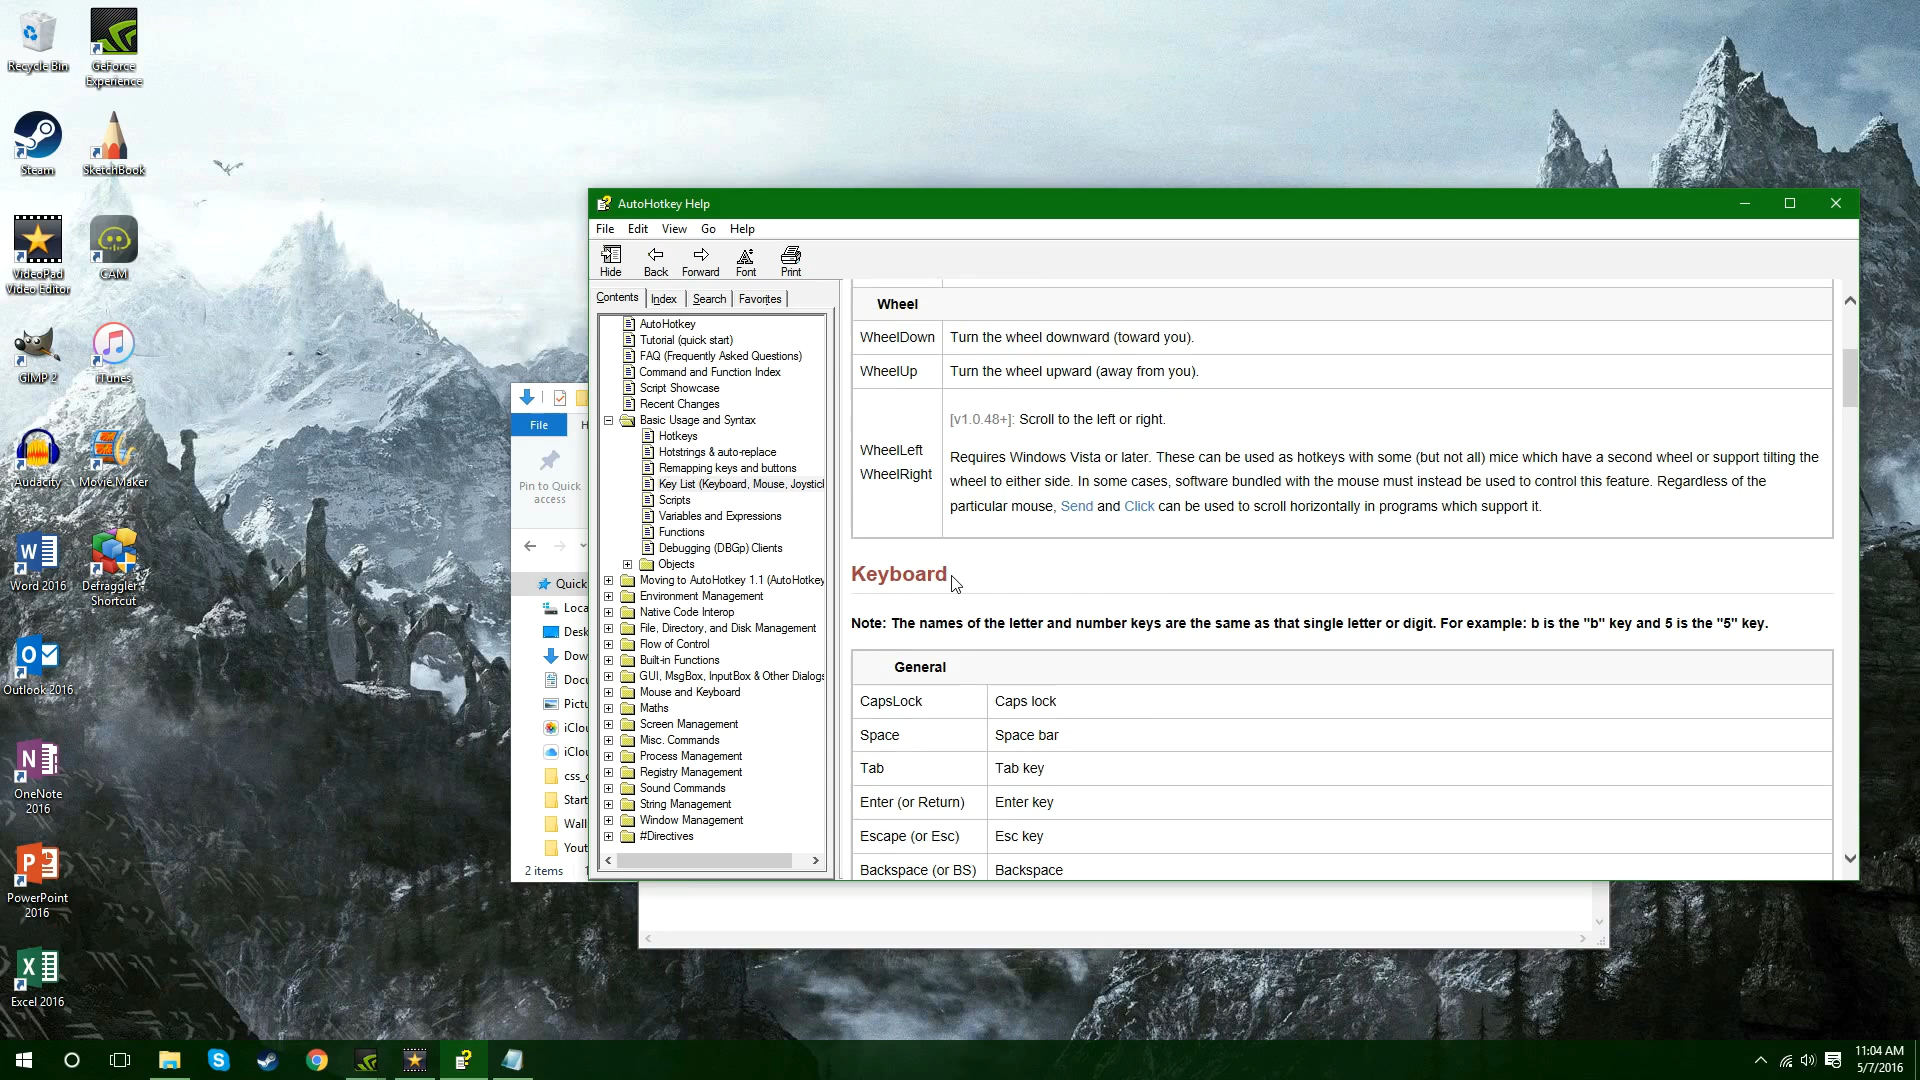 Recycle Bin
GeForce
Experience
Steam
SketchBook
VideoPad
Video Editor
CAM
GIMP 2
iTunes
Audacity
Movie Maker
Word 2016
Defraggler -
Shortcut
Outlook 2016
OneNote
2016
PowerPoint
2016
Excel 2016
File
Pin to Quick
access
Quick
2 items
AutoHotkey Help
File Edit View Go Help
Hide Back Forward Font Print
Contents Index Search Favorites
AutoHotkey
Tutorial (quick start)
FAQ (Frequently Asked Questions)
Command and Function Index
Script Showcase
Recent Changes
Basic Usage and Syntax
Hotkeys
Hotstrings & auto-replace
Remapping keys and buttons
Key List (Keyboard, Mouse, Joystick
Scripts
Variables and Expressions
Functions
Debugging (DBGp) Clients
Objects
Moving to AutoHotkey 1.1 (AutoHotkey
Environment Management
Native Code Interop
File, Directory, and Disk Management
Flow of Control
Built-in Functions
GUI, MsgBox, InputBox & Other Dialogs
Mouse and Keyboard
Maths
Screen Management
Misc. Commands
Process Management
Registry Management
Sound Commands
String Management
Window Management
#Directives
Wheel
WheelDown Turn the wheel downward (toward you).
WheelUp Turn the wheel upward (away from you).
WheelLeft
WheelRight
[v1.0.48+]: Scroll to the left or right.
Requires Windows Vista or later. These can be used as hotkeys with some (but not all) mice which have a second wheel or support tilting the
wheel to either side. In some cases, software bundled with the mouse must instead be used to control this feature. Regardless of the
particular mouse, Send and Click can be used to scroll horizontally in programs which support it.
Keyboard
Note: The names of the letter and number keys are the same as that single letter or digit. For example: b is the "b" key and 5 is the "5" key.
General
CapsLock Caps lock
Space Space bar
Tab Tab key
Enter (or Return) Enter key
Escape (or Esc) Esc key
Backspace (or BS) Backspace
11:04 AM
5/7/2016